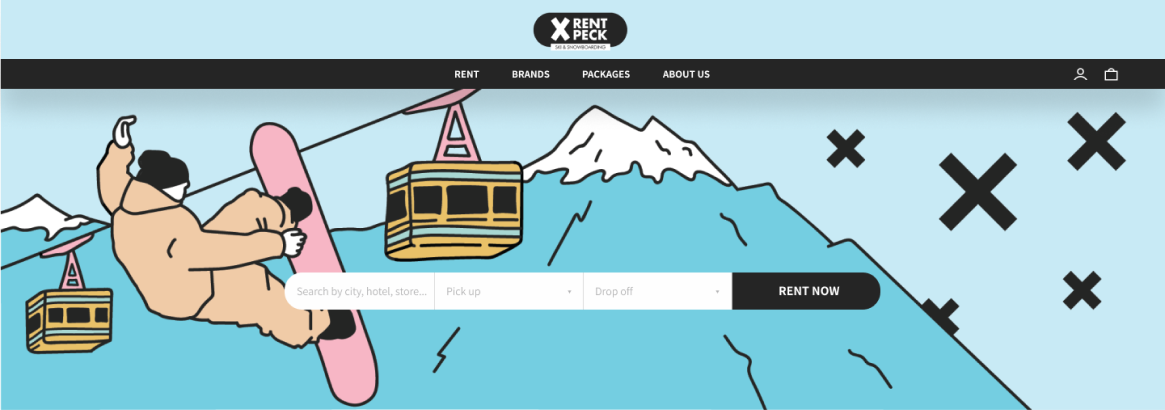 RENT
PECK
SKI & SNOWBOARDING
RENT BRANDS PACKAGES ABOUT US
Search by city, hotel, store... Pick up Drop off RENT NOW